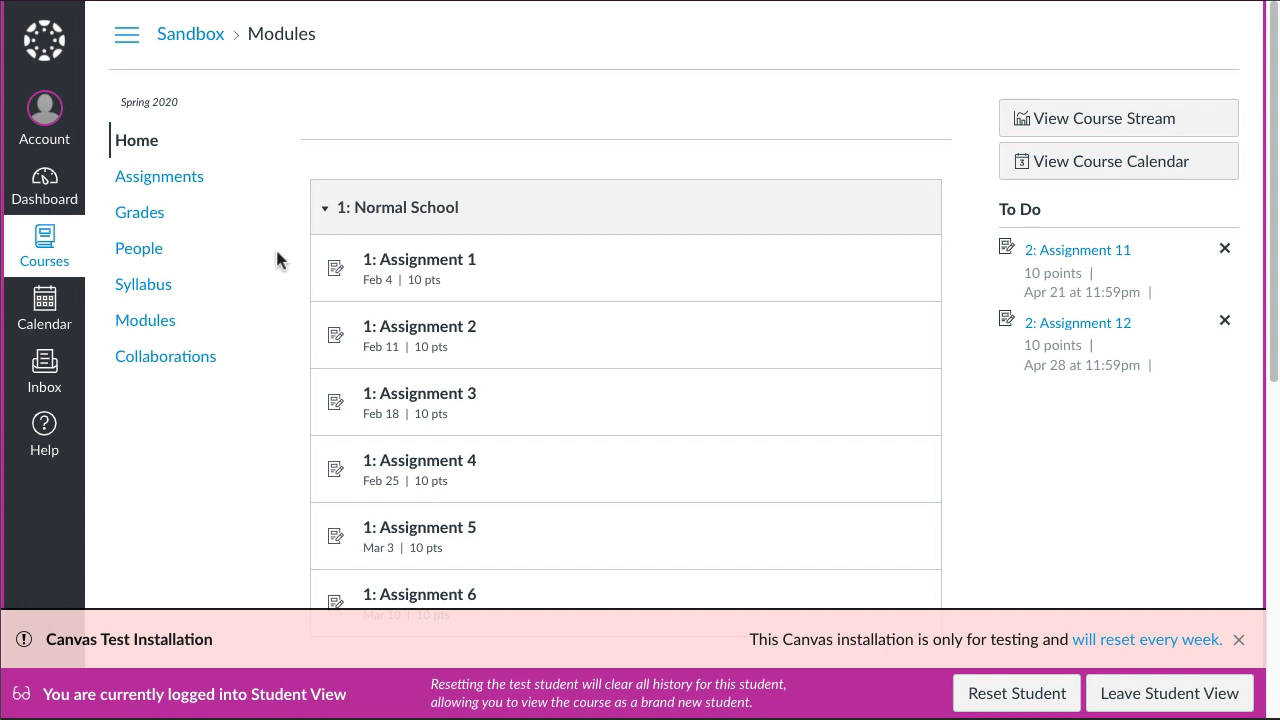 Sandbox > Modules
Account
Dashboard
Courses
Calendar
Inbox
Help
Spring 2020
Home
Assignments
Grades
People
Syllabus
Modules
Collaborations
1: Normal School
1: Assignment 1
Feb 4 | 10 pts
1: Assignment 2
Feb 11 | 10 pts
1: Assignment 3
Feb 18 | 10 pts
1: Assignment 4
Feb 25 | 10 pts
1: Assignment 5
Mar 3 | 10 pts
1: Assignment 6
Mar 10 | 10 pts
View Course Stream
3 View Course Calendar
To Do
2: Assignment 11
10 points |
Apr 21 at 11:59pm |
2: Assignment 12
10 points |
Apr 28 at 11:59pm |
Canvas Test Installation
This Canvas installation is only for testing and will reset every week.
You are currently logged into Student View
Resetting the test student will clear all history for this student,
allowing you to view the course as a brand new student.
Reset Student
Leave Student View